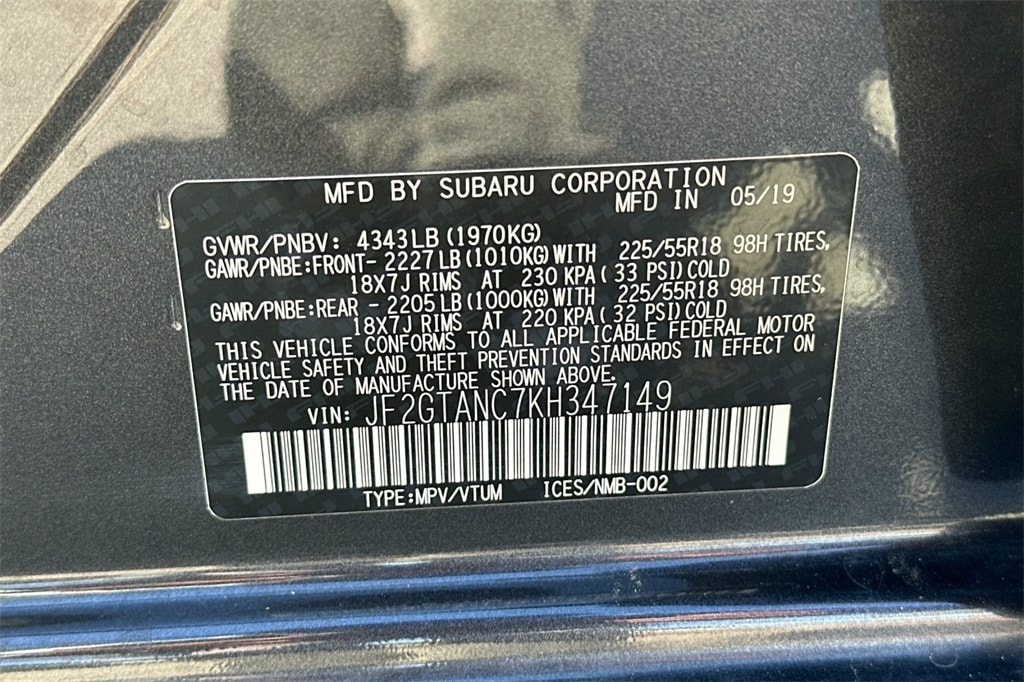 MFD BY SUBARU CORPORATION
MFD IN 05/19
GVWR/PNBV: 4343LB(1970KG)
GAWR/PNBE:FRONT- 2227LB(1010KG)WITH 225/55R18 98H TIRES,
18X7J RIMS AT 230 KPA( 33 PSI)COLD
GAWR/PNBE:REAR - 2205LB(1000KG)WITH 225/55R18 98H TIRES,
18X7J RIMS AT 220 KPA( 32 PSI)COLD
THIS VEHICLE CONFORMS TO ALL APPLICABLE FEDERAL MOTOR
VEHICLE SAFETY AND THEFT PREVENTION STANDARDS IN EFFECT ON
THE DATE OF MANUFACTURE SHOWN ABOVE.
VIN: JF2GTANC7KH347149
TYPE:MPV/VTUM ICES/NMB-002